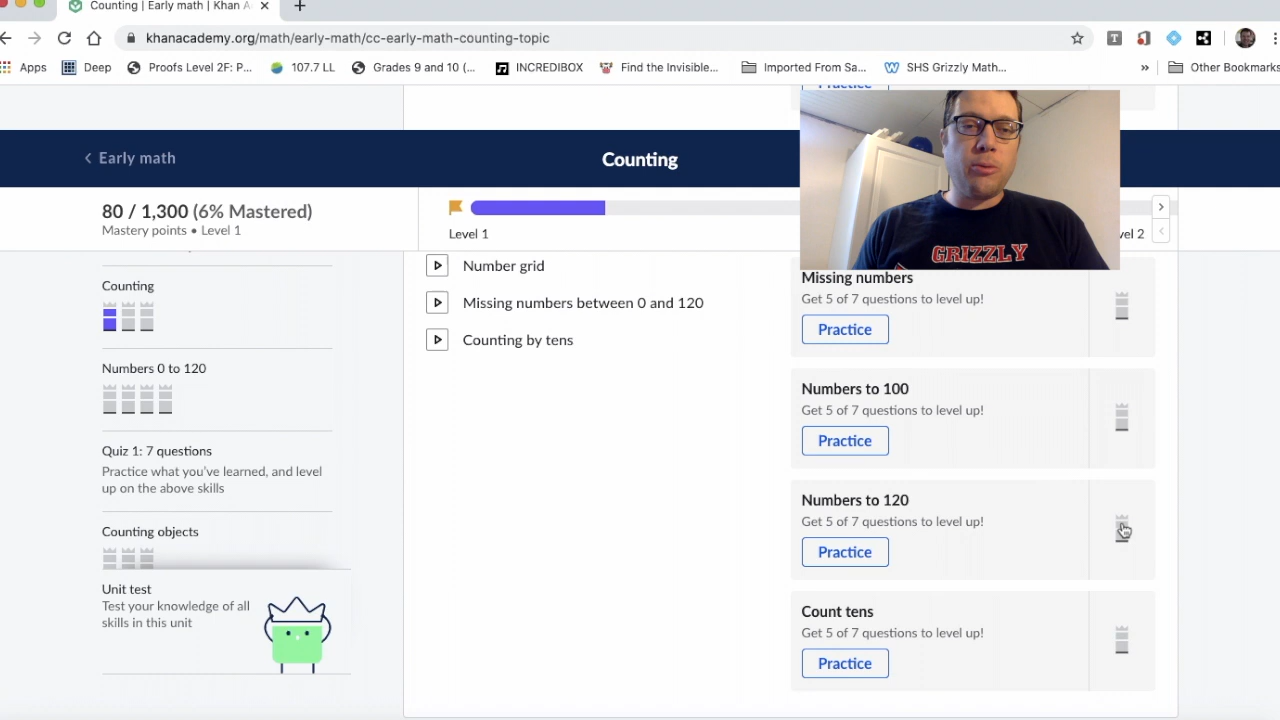 Counting | Early math | Khan A
khanacademy.org/math/early-math/cc-early-math-counting-topic
Apps Deep Proofs Level 2F: P... 107.7 LL Grades 9 and 10 (... INCREDIBOX Find the Invisible... Imported From Sa... SHS Grizzly Math... » Other Bookmarks
Practice
Early math
Counting
80 / 1,300 (6% Mastered)
Mastery points • Level 1
Level 1
vel 2
GRIZZLY
Counting
Numbers 0 to 120
Quiz 1: 7 questions
Practice what you've learned, and level
up on the above skills
Counting objects
Unit test
Test your knowledge of all
skills in this unit
Number grid
Missing numbers between 0 and 120
Counting by tens
Missing numbers
Get 5 of 7 questions to level up!
Practice
Numbers to 100
Get 5 of 7 questions to level up!
Practice
Numbers to 120
Get 5 of 7 questions to level up!
Practice
Count tens
Get 5 of 7 questions to level up!
Practice